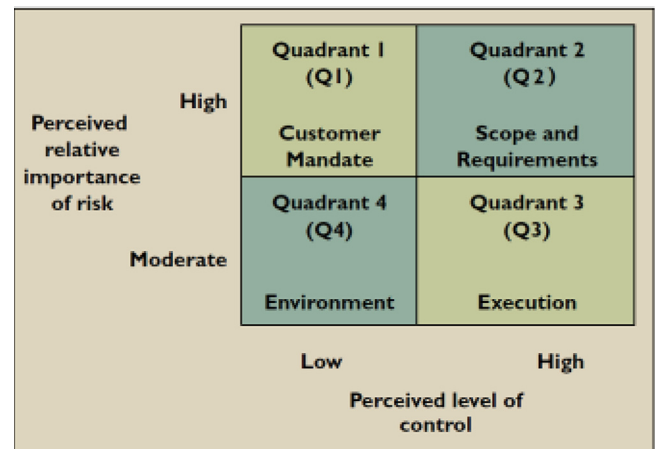 Quadrant 1
(Q1)
Customer
Mandate
Quadrant 2
(Q2)
Scope and
Requirements
High
Perceived
relative
importance
of risk
Moderate
Quadrant 4
(Q4)
Environment
Quadrant 3
(Q3)
Execution
Low
High
Perceived level of
control